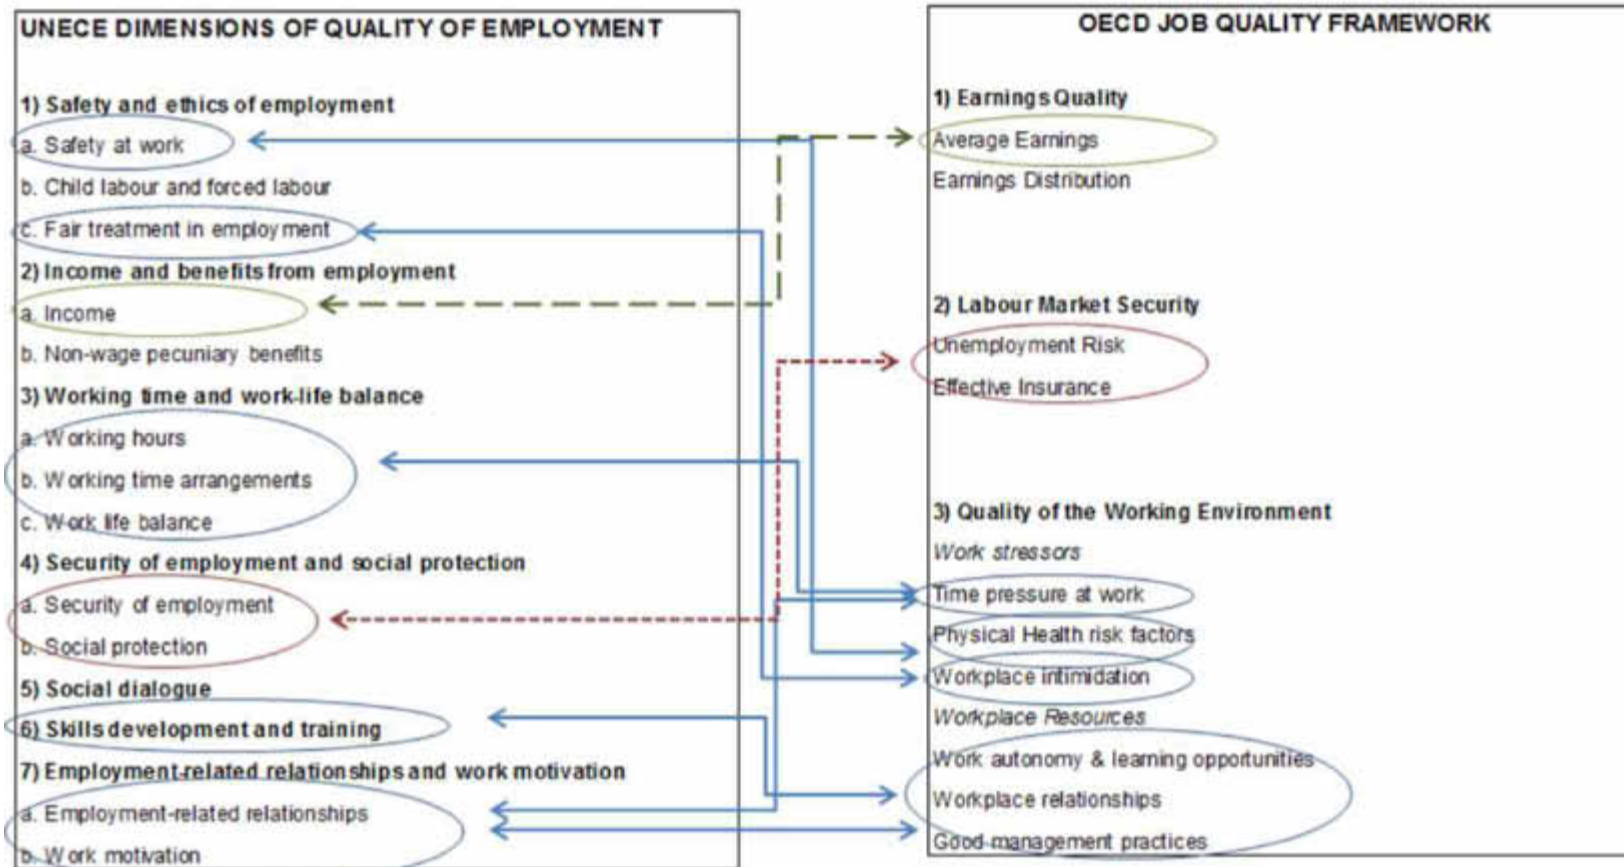 UNECE DIMENSIONS OF QUALITY OF EMPLOYMENT
1) Safety and ethics of employment
a. Safety at work
b. Child labour and forced labour
c. Fair treatment in employment
2) Income and benefits from employment
a. Income
b. Non-wage pecuniary benefits
3) Working time and work-life balance
a. Working hours
b. Working time arrangements
c. Work life balance
4) Security of employment and social protection
a. Security of employment
b. Social protection
5) Social dialogue
6) Skills development and training
7) Employment-related relationships and work motivation
a. Employment-related relationships
b. Work motivation
OECD JOB QUALITY FRAMEWORK
1) Earnings Quality
Average Earnings
Earnings Distribution
2) Labour Market Security
Unemployment Risk
Effective Insurance
3) Quality of the Working Environment
Work stressors
Time pressure at work
Physical Health risk factors
Workplace intimidation
Workplace Resources
Work autonomy & learning opportunities
Workplace relationships
Good management practices